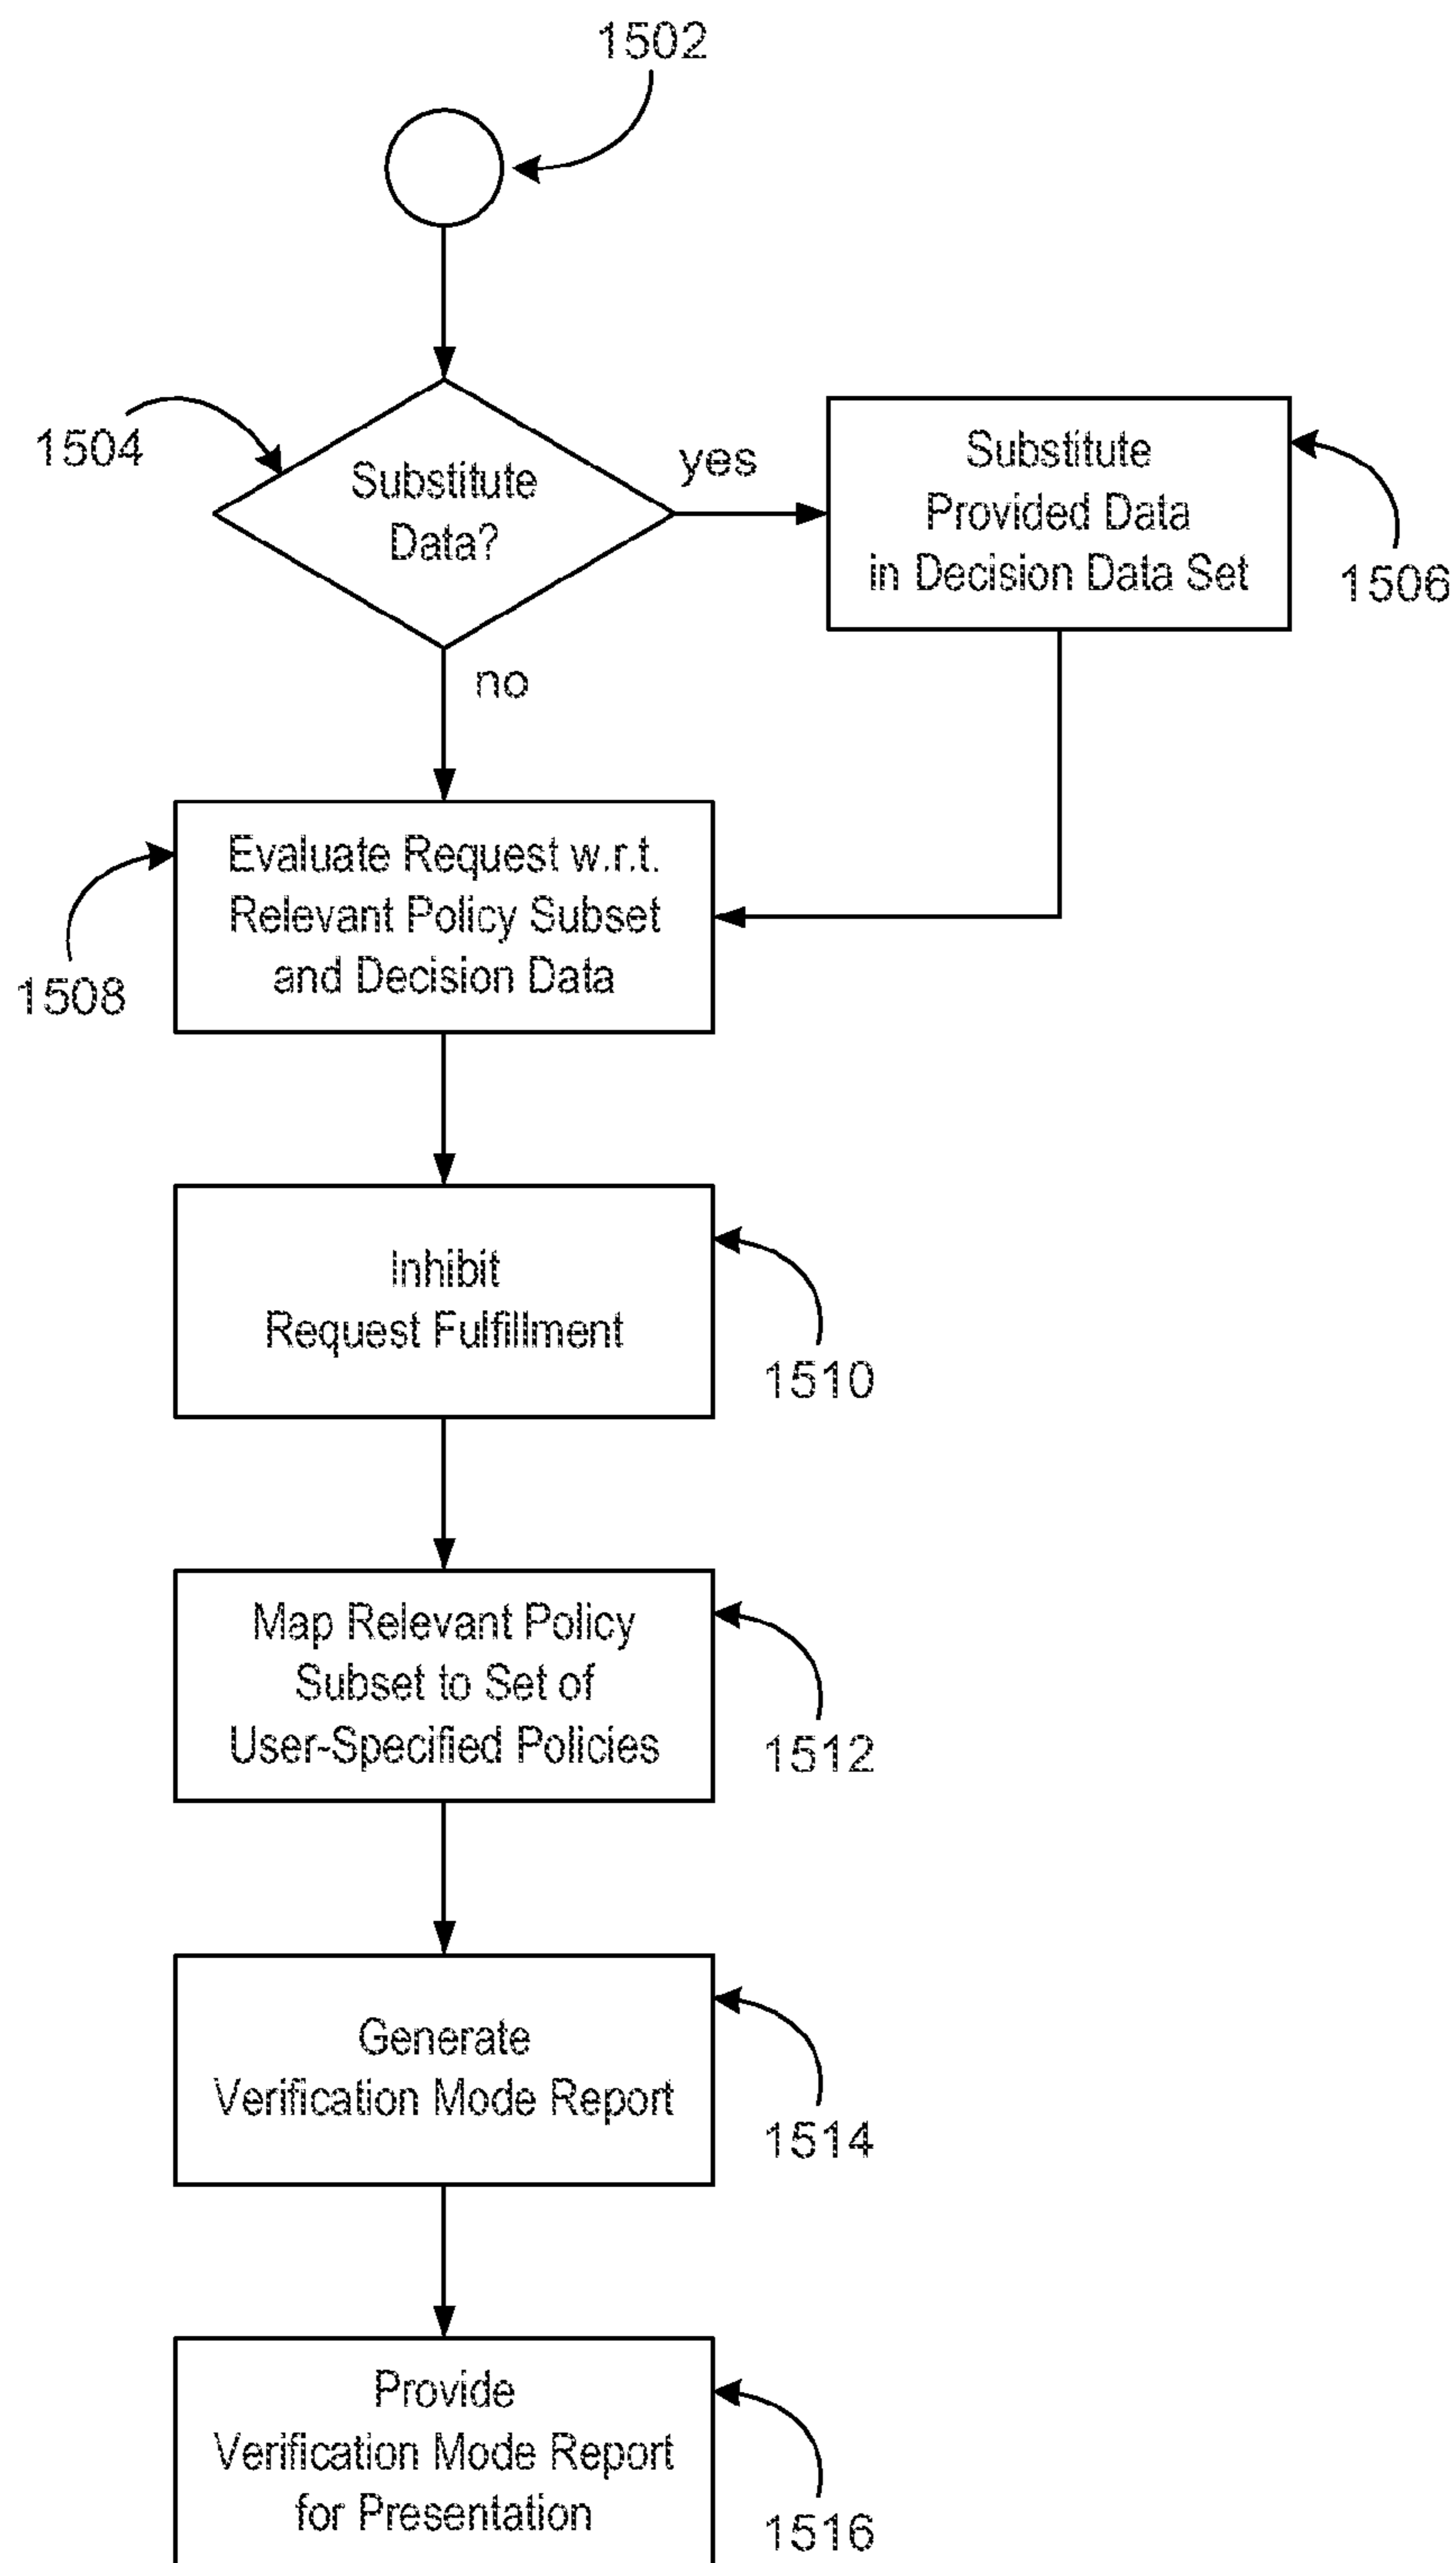 1502
1504
Substitute
Data?
yes
no
Substitute
Provided Data
in Decision Data Set
1506
Evaluate Request w.r.t.
Relevant Policy Subset
and Decision Data
1508
Inhibit
Request Fulfillment
1510
Map Relevant Policy
Subset to Set of
User-Specified Policies
1512
Generate
Verification Mode Report
1514
Provide
Verification Mode Report
for Presentation
1516